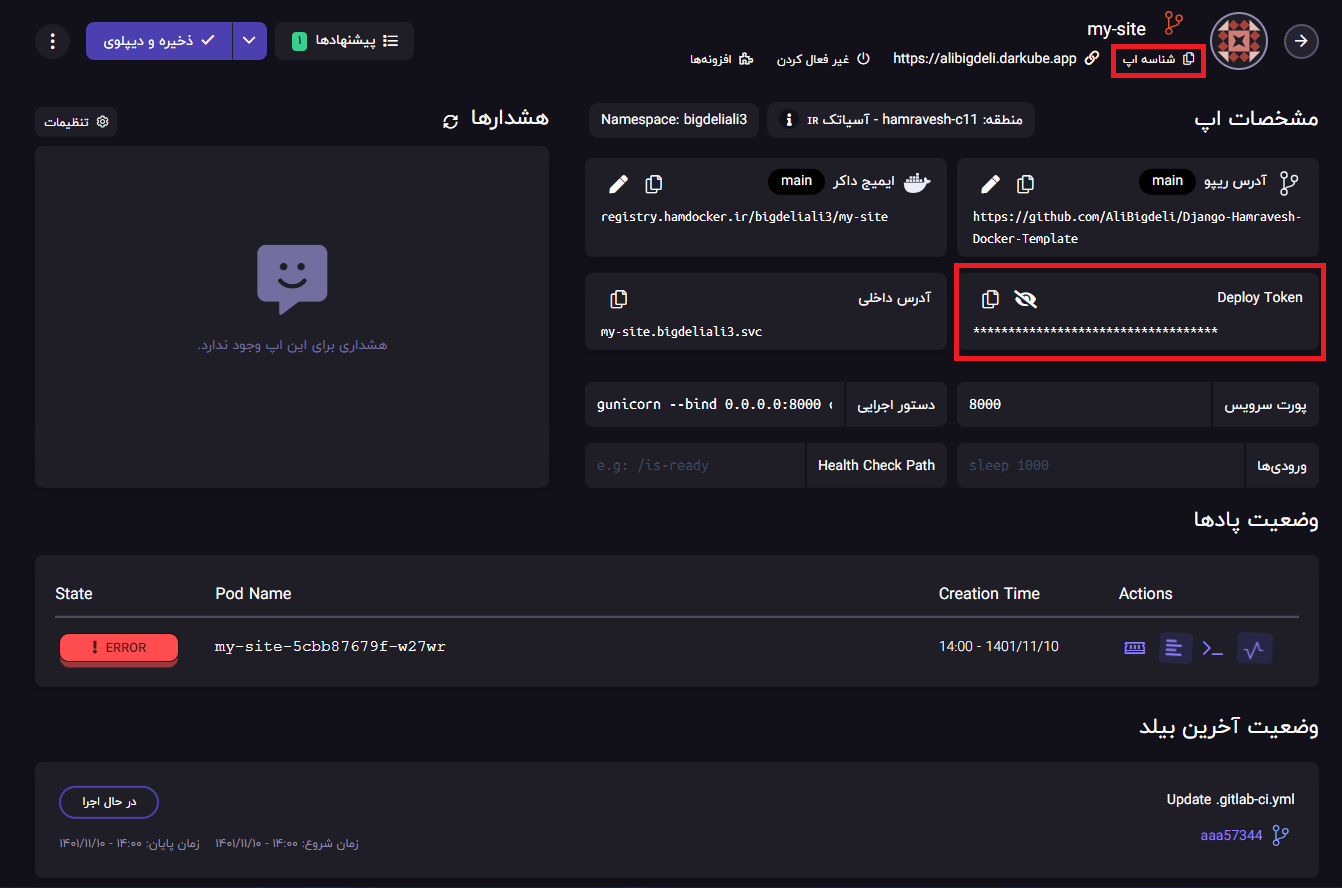 my-site
شناسه اپ
https://alibigdeli.darkube.app
غیر فعال کردن
افزونه‌ها
پیشنهادها ۱
ذخیره و دیپلوی
مشخصات اپ
منطقه: hamravesh-c11 - آسیاتک IR
Namespace: bigdeliali3
هشدارها
تنظیمات
آدرس ریپو main
https://github.com/AliBigdeli/Django-Hamravesh-
Docker-Template
ایمیج داکر main
registry.hamdocker.ir/bigdeliali3/my-site
Deploy Token
***********************************
آدرس داخلی
my-site.bigdeliali3.svc
هشداری برای این اپ وجود ندارد.
پورت سرویس 8000
دستور اجرایی gunicorn --bind 0.0.0.0:8000
ورودی‌ها sleep 1000
Health Check Path e.g: /is-ready
وضعیت پادها
State Pod Name Creation Time Actions
! ERROR my-site-5cbb87679f-w27wr 14:00 - 1401/11/10
وضعیت آخرین بیلد
Update .gitlab-ci.yml
aaa57344
در حال اجرا
زمان شروع: ۱۴:۰۰ - ۱۴۰۱/۱۱/۱۰
زمان پایان: ۱۴:۰۰ - ۱۴۰۱/۱۱/۱۰